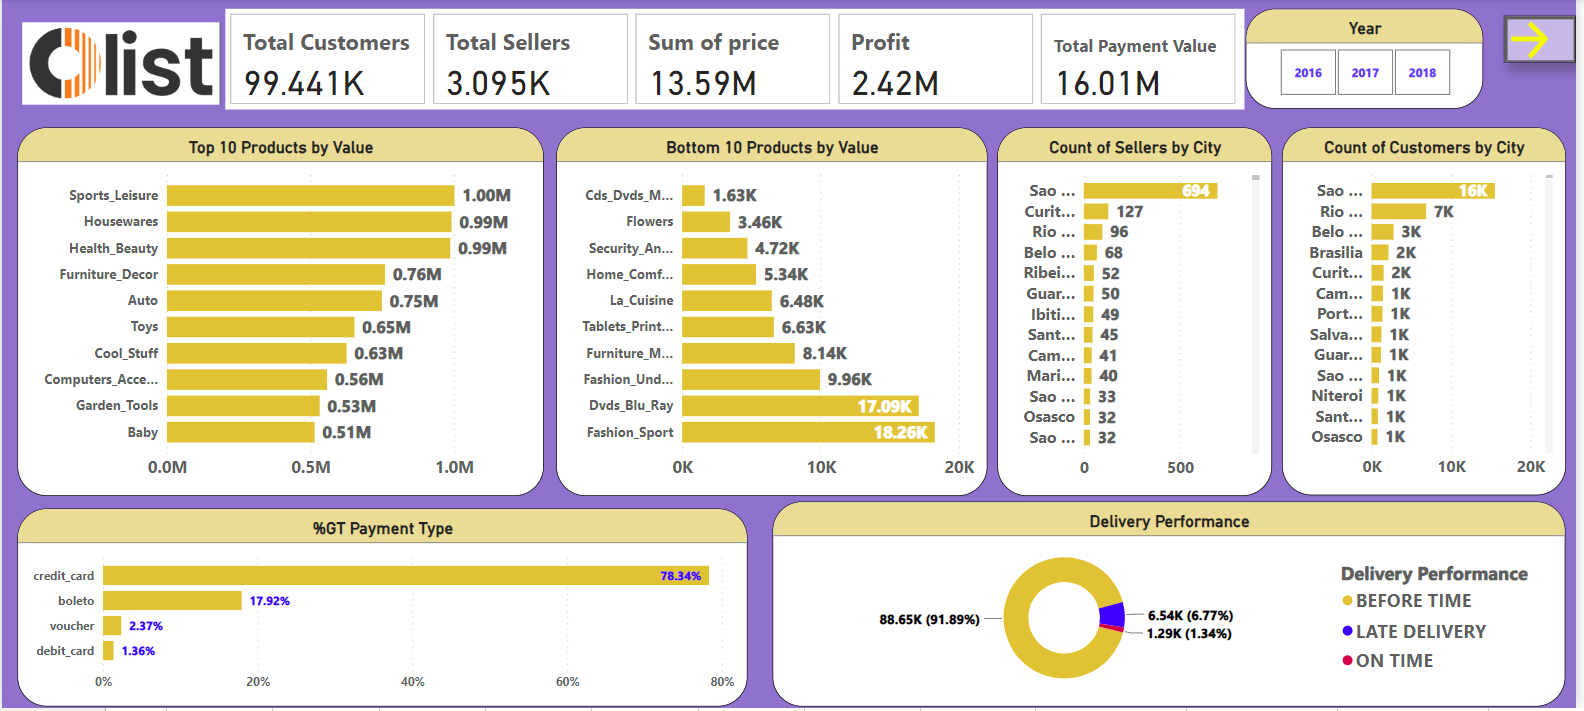 Olist
Total Customers
99.441K
Total Sellers
3.095K
Sum of price
13.59M
Profit
2.42M
Total Payment Value
16.01M
Year
2016 2017 2018
Top 10 Products by Value
Sports_Leisure 1.00M
Housewares 0.99M
Health_Beauty 0.99M
Furniture_Decor 0.76M
Auto 0.75M
Toys 0.65M
Cool_Stuff 0.63M
Computers_Acce... 0.56M
Garden_Tools 0.53M
Baby 0.51M
0.0M 0.5M 1.0M
Bottom 10 Products by Value
Cds_Dvds_M... 1.63K
Flowers 3.46K
Security_An... 4.72K
Home_Comf... 5.34K
La_Cuisine 6.48K
Tablets_Print... 6.63K
Furniture_M... 8.14K
Fashion_Und... 9.96K
Dvds_Blu_Ray 17.09K
Fashion_Sport 18.26K
0K 10K 20K
Count of Sellers by City
Sao ... 694
Curit... 127
Rio ... 96
Belo ... 68
Ribei... 52
Guar... 50
Ibiti... 49
Sant... 45
Cam... 41
Mari... 40
Sao ... 33
Osasco 32
Sao ... 32
0 500
Count of Customers by City
Sao ... 16K
Rio ... 7K
Belo ... 3K
Brasilia 2K
Curit... 2K
Cam... 1K
Port... 1K
Salva... 1K
Guar... 1K
Sao ... 1K
Niteroi 1K
Sant... 1K
Osasco 1K
0K 10K 20K
%GT Payment Type
credit_card 78.34%
boleto 17.92%
voucher 2.37%
debit_card 1.36%
0% 20% 40% 60% 80%
Delivery Performance
88.65K (91.89%)
6.54K (6.77%)
1.29K (1.34%)
Delivery Performance
BEFORE TIME
LATE DELIVERY
ON TIME